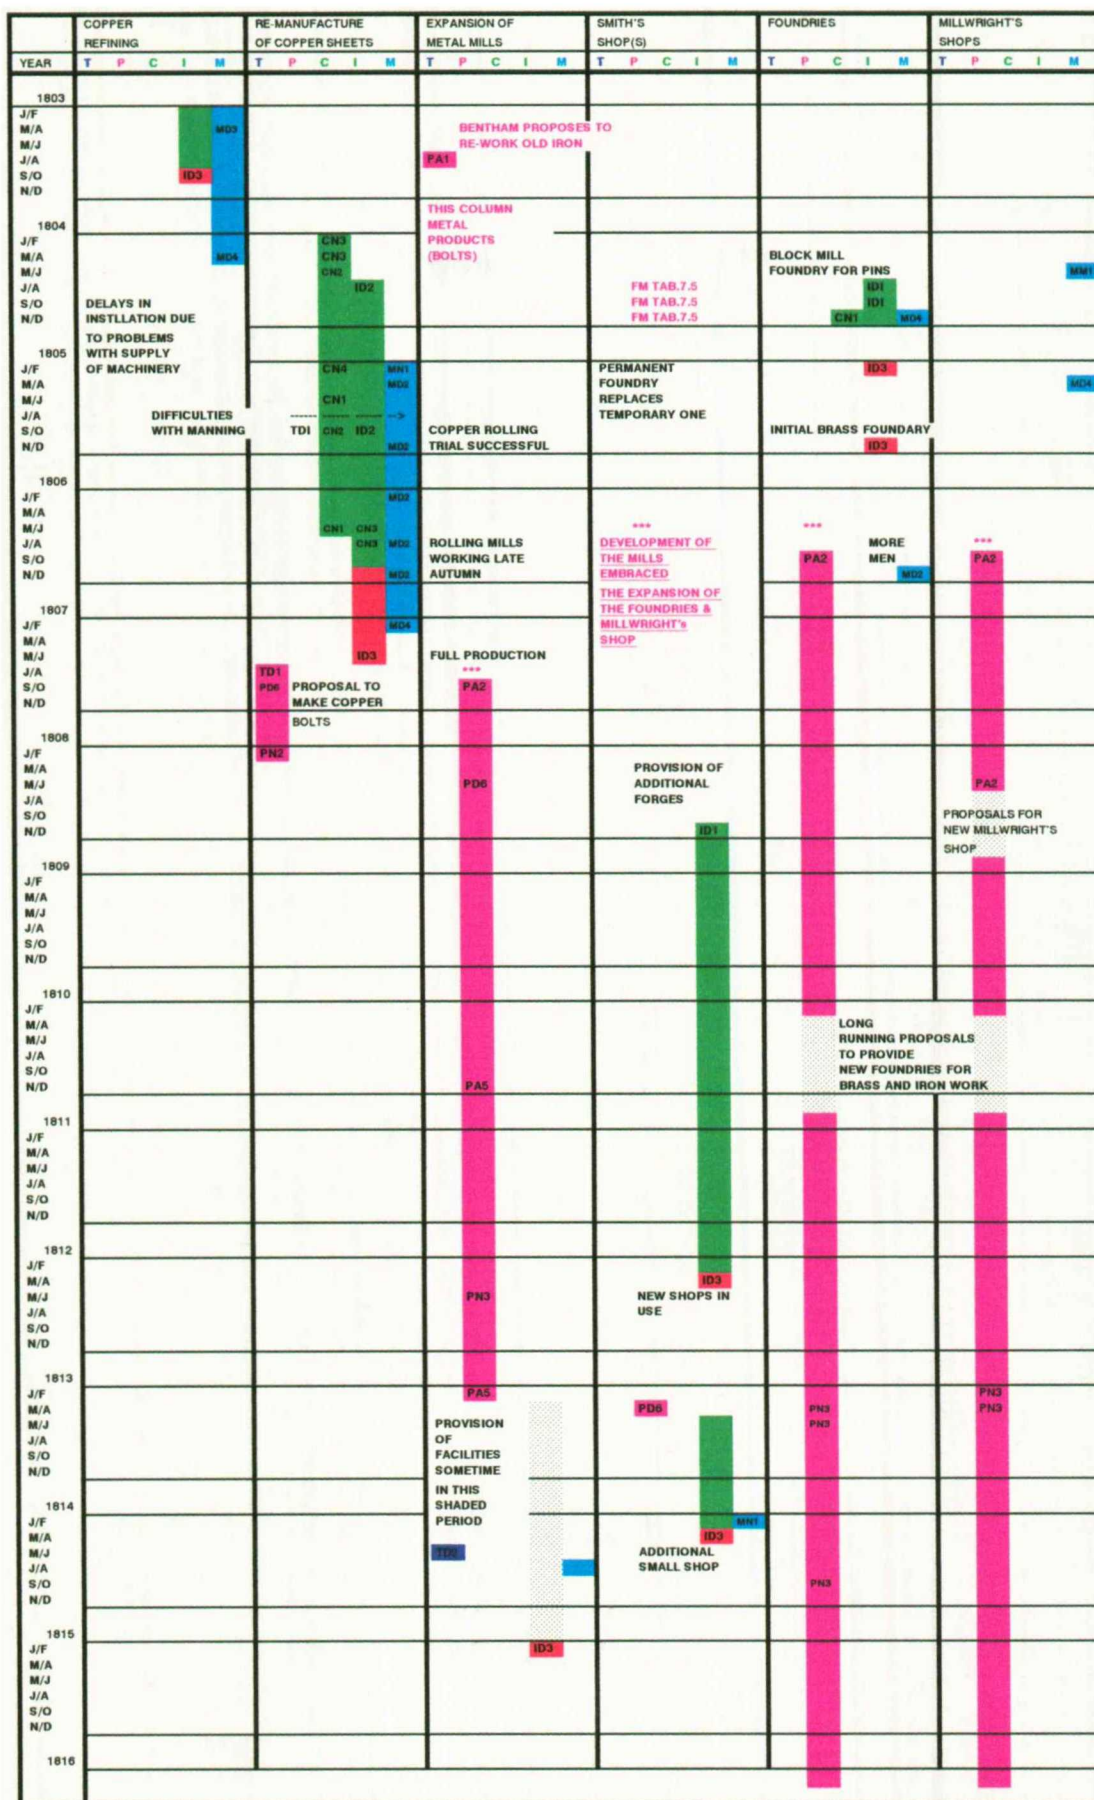 COPPER
REFINING
RE-MANUFACTURE
OF COPPER SHEETS
EXPANSION OF
METAL MILLS
SMITH'S
SHOP(S)
FOUNDRIES
MILLWRIGHT'S
SHOPS
YEAR T P C I M T P C I M T P C I M T P C I M T P C I M M
1803
J/F
M/A MD3 BENTHAM PROPOSES TO
M/J RE-WORK OLD IRON
J/A PA1
S/O ID3
N/D
THIS COLUMN
1804 METAL
J/F CN3 PRODUCTS
M/A MD4 CN3 (BOLTS) BLOCK MILL
M/J CN2 FOUNDRY FOR PINS MM1
J/A ID2 FM TAB.7.5 IDI
S/O DELAYS IN FM TAB.7.5 IDI
N/D INSTLLATION DUE FM TAB.7.5 CN1 MD4
TO PROBLEMS
1805 WITH SUPPLY
J/F OF MACHINERY CN4 MN1 PERMANENT ID3
M/A MD2 FOUNDRY MD4
M/J CN1 REPLACES
J/A DIFFICULTIES ----- ----- ----- --> TEMPORARY ONE
S/O WITH MANNING TDI CN2 ID2 COPPER ROLLING INITIAL BRASS FOUNDARY
N/D MD2 TRIAL SUCCESSFUL ID3
1806
J/F MD2
M/A
M/J CN1 CN3 *** ***
J/A CN3 MD2 ROLLING MILLS DEVELOPMENT OF MORE ***
S/O WORKING LATE THE MILLS PA2 MEN PA2
N/D MD2 AUTUMN EMBRACED MD2
THE EXPANSION OF
1807 THE FOUNDRIES &
J/F MD4 MILLWRIGHT's
M/A SHOP
M/J ID3 FULL PRODUCTION
J/A TD1 ***
S/O PD6 PROPOSAL TO PA2
N/D MAKE COPPER
BOLTS
1808
J/F PN2
M/A PROVISION OF
M/J PD6 ADDITIONAL PA2
J/A FORGES
S/O PROPOSALS FOR
N/D ID1 NEW MILLWRIGHT'S
SHOP
1809
J/F
M/A
M/J
J/A
S/O
N/D
1810
J/F
M/A LONG
M/J RUNNING PROPOSALS
J/A TO PROVIDE
S/O NEW FOUNDRIES FOR
N/D PA5 BRASS AND IRON WORK
1811
J/F
M/A
M/J
J/A
S/O
N/D
1812
J/F
M/A ID3
M/J PN3 NEW SHOPS IN
J/A USE
S/O
N/D
1813
J/F PA5 PN3
M/A PD6 PN3 PN3
M/J PROVISION PN3
J/A OF
S/O FACILITIES
N/D SOMETIME
IN THIS
1814 SHADED
J/F PERIOD MN1
M/A ID3
M/J TD2 ADDITIONAL
J/A SMALL SHOP
S/O PN3
N/D
1815
J/F ID3
M/A
M/J
J/A
S/O
N/D
1816